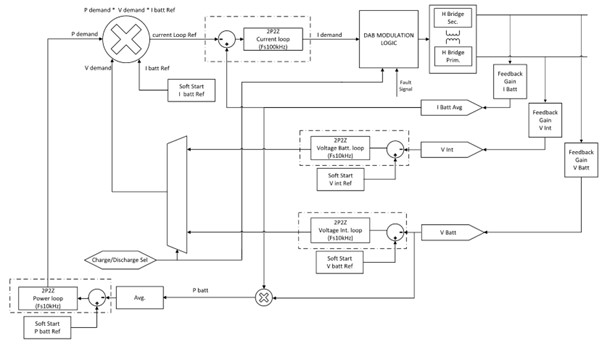 P demand * V demand * I batt Ref
P demand
current Loop Ref
V demand
I batt Ref
Soft Start
I batt Ref
2P2Z
Current loop
(Fs100kHz)
I demand
DAB MODULATION
LOGIC
Fault
Signal
H Bridge
Sec.
H Bridge
Prim.
Feedback
Gain
I Batt
Feedback
Gain
V Int
Feedback
Gain
V Batt
I Batt Avg
2P2Z
Voltage Batt. loop
(Fs10kHz)
V Int
Soft Start
V int Ref
2P2Z
Voltage Int. loop
(Fs10kHz)
V Batt
Soft Start
V batt Ref
Charge/Discharge Sel
2P2Z
Power loop
(Fs10kHz)
Avg.
P batt
Soft Start
P batt Ref